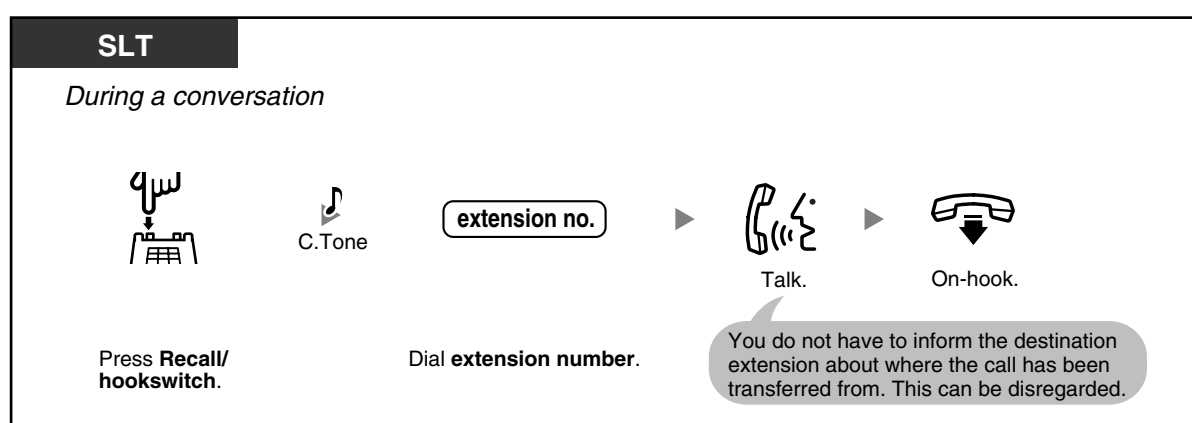 SLT
During a conversation
C.Tone
extension no.
Talk.
On-hook.
Press Recall/
hookswitch.
Dial extension number.
You do not have to inform the destination
extension about where the call has been
transferred from. This can be disregarded.